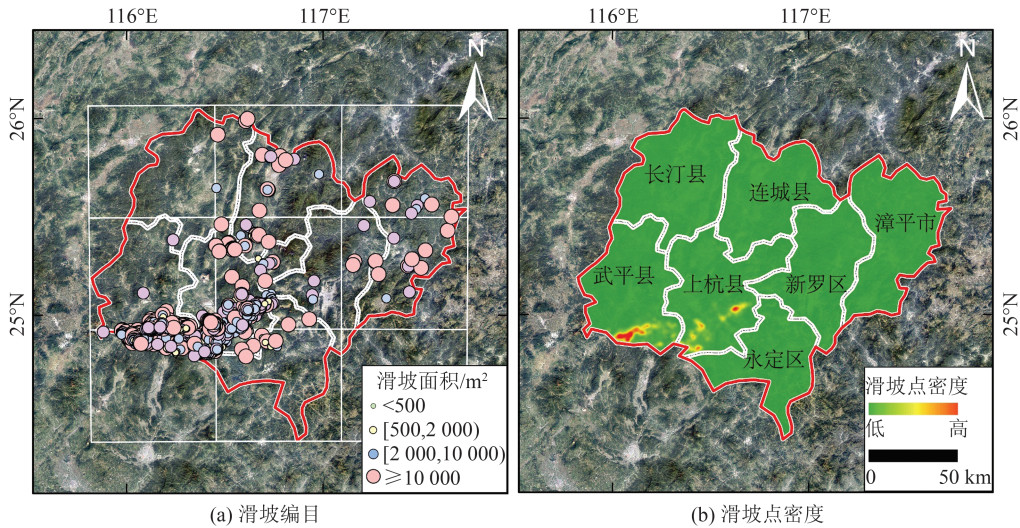 116°E
117°E
116°E
117°E
26°N
25°N
N
滑坡面积/m²
<500
[500,2 000)
[2 000,10 000)
≥10 000
N
长汀县
连城县
漳平市
武平县
上杭县
新罗区
永定区
滑坡点密度
低
高
0
50 km
26°N
25°N
(a) 滑坡编目
(b) 滑坡点密度